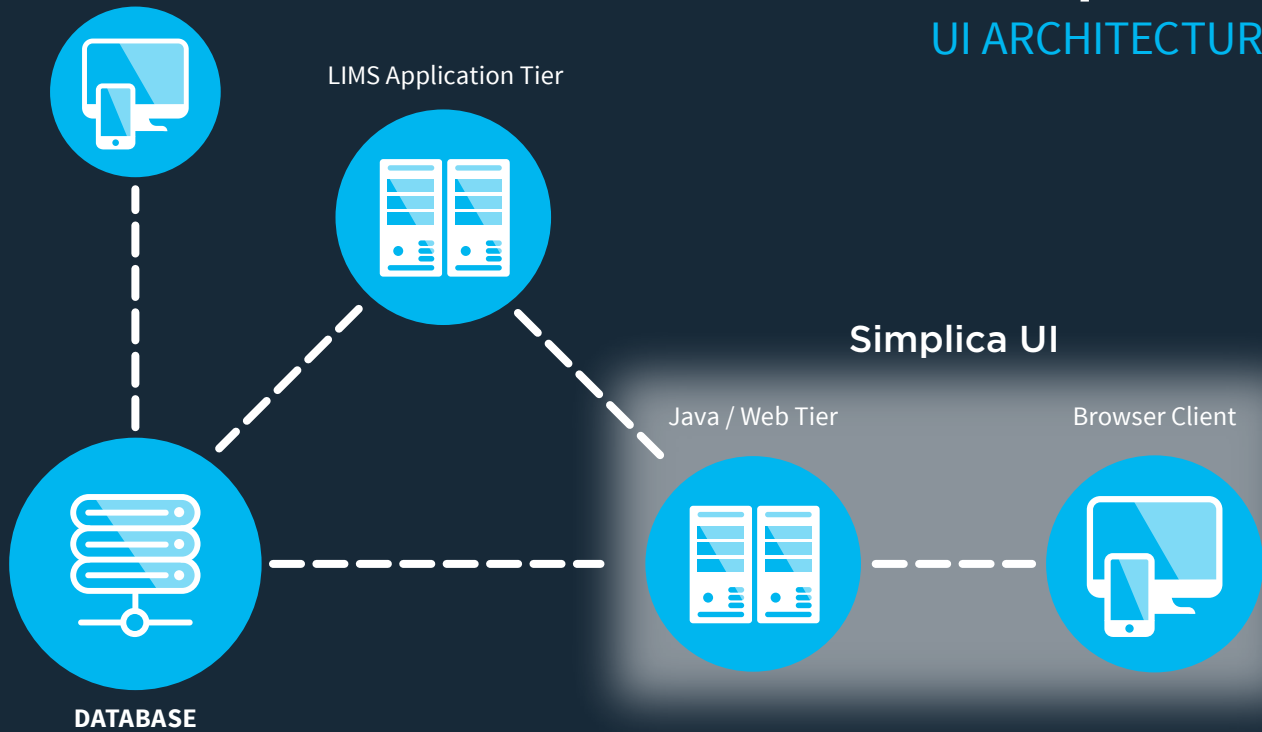 UI ARCHITECTUR
LIMS Application Tier
Simplica UI
Java / Web Tier
Browser Client
DATABASE